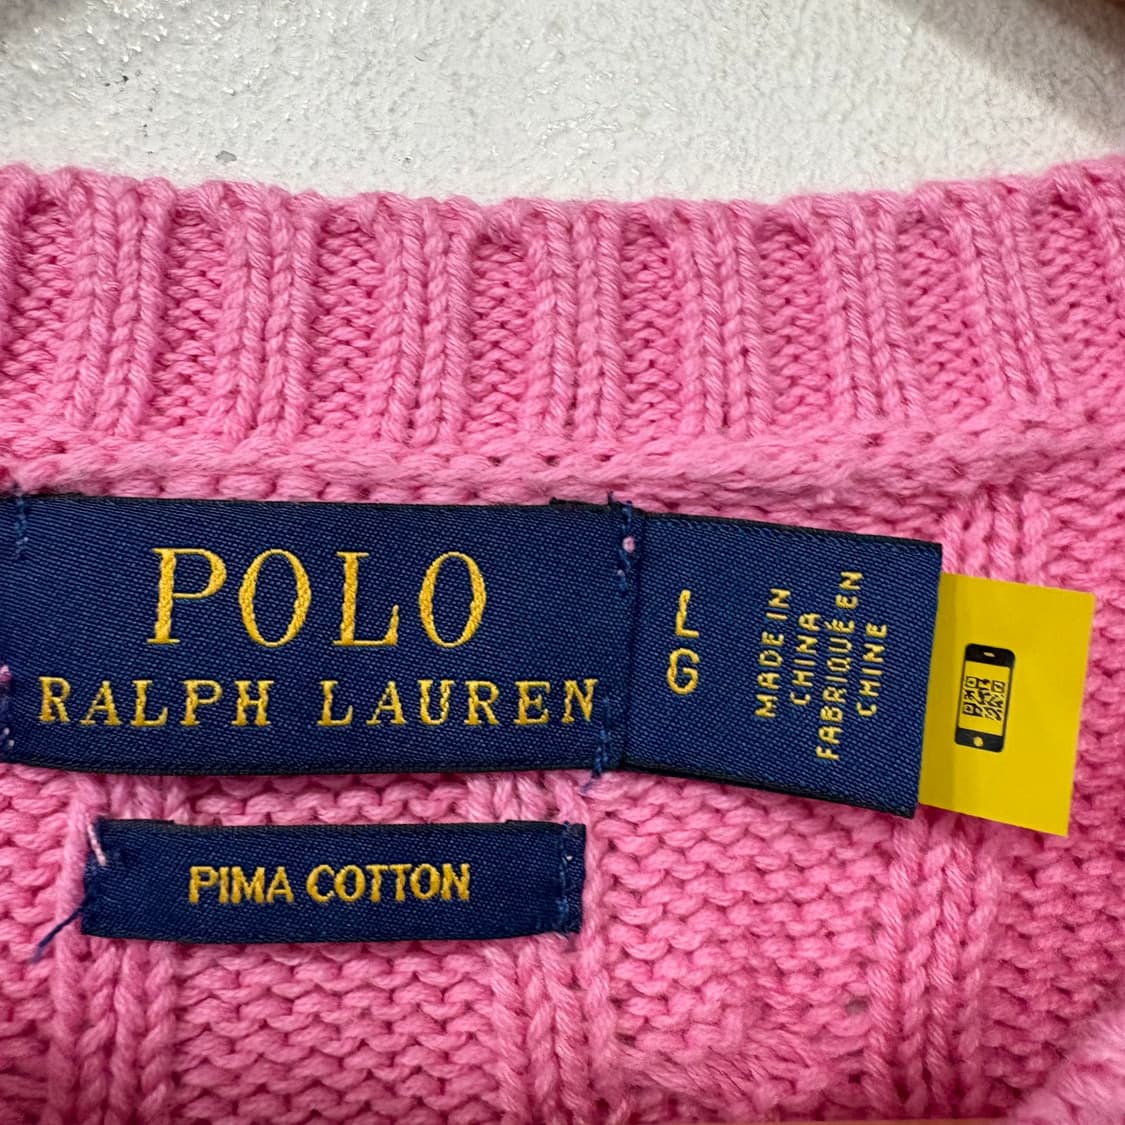 POLO
RALPH LAUREN
L
G
MADE IN
CHINA
FABRIQUÉ EN
CHINE
PIMA COTTON